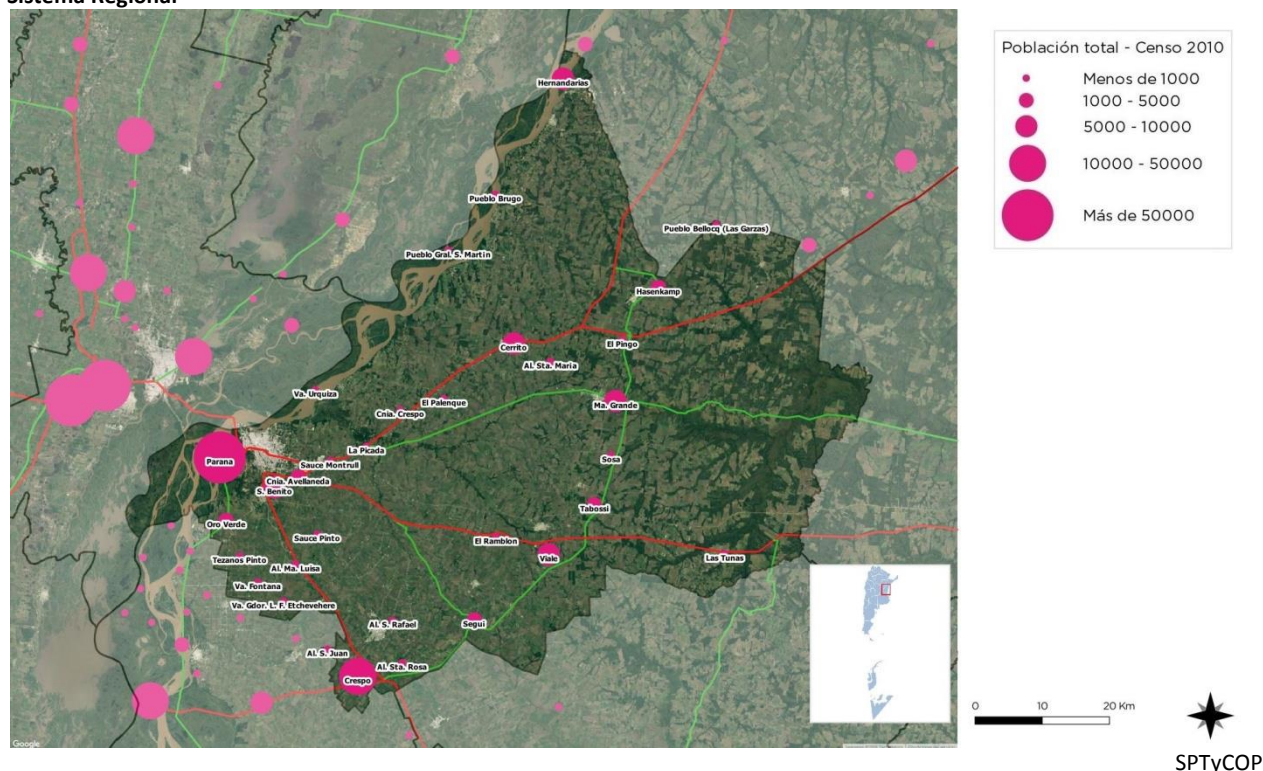 Sistema Regional
Población total - Censo 2010
Menos de 1000
1000 - 5000
5000 - 10000
10000 - 50000
Más de 50000
Hernandarias
Pueblo Brugo
Pueblo Bellocq (Las Garzas)
Pueblo Gral. S. Martin
Hasenkamp
Cerrito
El Pingo
Al. Sta. Maria
Va. Urquiza
El Palenque
Ma. Grande
Cnia. Crespo
La Picada
Parana
Sauce Montrull
Sosa
Cnia. Avellaneda
S. Benito
Tabossi
Oro Verde
Sauce Pinto
El Ramblon
Viale
Las Tunas
Tezanos Pinto
Al. Ma. Luisa
Va. Fontana
Va. Gdor. L. F. Etchevehere
Al. S. Rafael
Segui
Al. S. Juan
Al. Sta. Rosa
Crespo
0 10 20 Km
Google
SPTyCOP